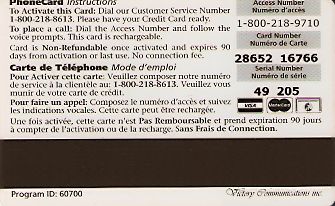 PhoneCard Instructions
To Activate this Card: Dial our Customer Service Number
1-800-218-8613. Please have your Credit Card ready.
To place a call: Dial the Access Number and follow the
voice prompts. This card is rechargeable.
Card is Non-Refundable once activated and expires 90
days from activation or last use. No connection fee.
Carte de Téléphone Mode d'emploi
Pour Activer cette carte: Veuillez composer notre numéro
de service à la clientèle au: 1-800-218-8613. Veuillez vous
munir de votre carte de crédit.
Pour faire un appel: Composez le numéro d'accès et suivez
les indications vocales. Cette carte peut être rechargée.
Une fois activée, cette carte n'est Pas Remboursable et prend expiration 90 jours
à compter de l'activation ou de la recharge. Sans Frais de Connection.
Access Number
Numéro d'accès
1-800-218-9710
Card Number
Numéro de Carte
28652 16766
Serial Number
Numéro de série
49 205
VISA
MasterCard
Program ID: 60700
Victory Communications inc